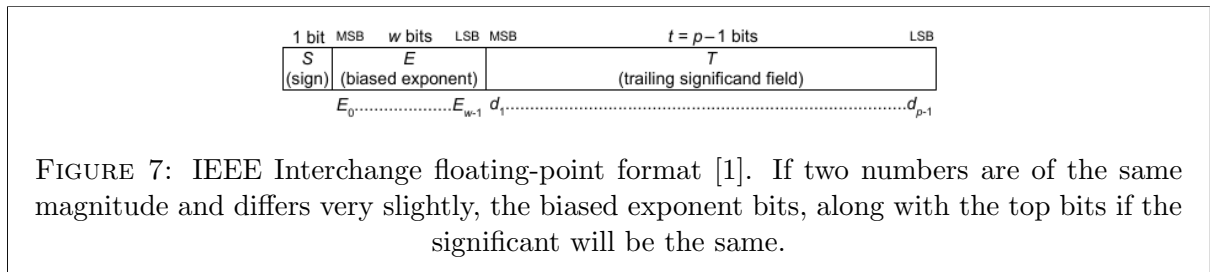 1 bit MSB w bits LSB MSB t = p – 1 bits LSB
S E T
(sign) (biased exponent) (trailing significand field)
E0....................Ew-1 d1..........................................................................dp-1
FIGURE 7: IEEE Interchange floating-point format [1]. If two numbers are of the same
magnitude and differs very slightly, the biased exponent bits, along with the top bits if the
significant will be the same.